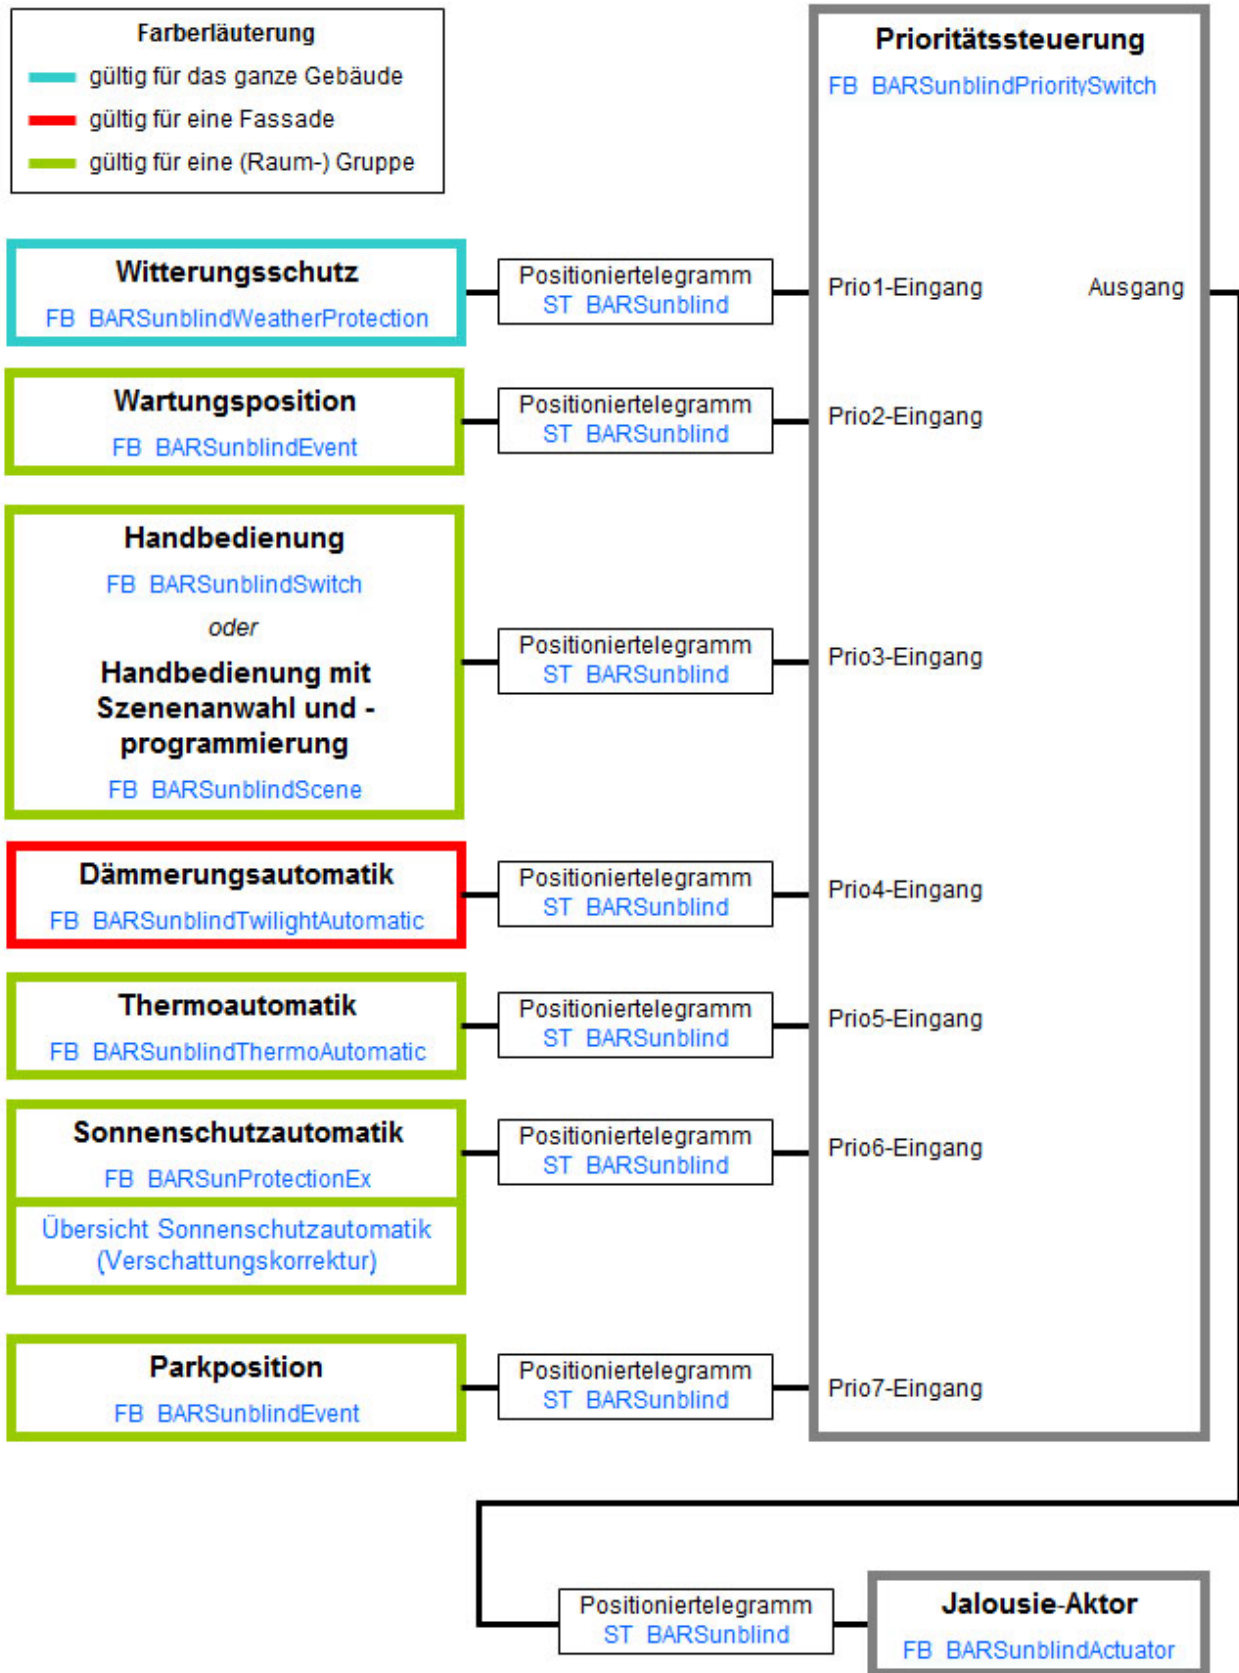 Farberläuterung
gültig für das ganze Gebäude
gültig für eine Fassade
gültig für eine (Raum-) Gruppe
Prioritätssteuerung
FB BARSunblindPrioritySwitch
Witterungsschutz
FB BARSunblindWeatherProtection
Positioniertelegramm
ST BARSunblind
Prio1-Eingang
Ausgang
Wartungsposition
FB BARSunblindEvent
Positioniertelegramm
ST BARSunblind
Prio2-Eingang
Handbedienung
FB BARSunblindSwitch
oder
Handbedienung mit
Szenenanwahl und -
programmierung
FB BARSunblindScene
Positioniertelegramm
ST BARSunblind
Prio3-Eingang
Dämmerungsautomatik
FB BARSunblindTwilightAutomatic
Positioniertelegramm
ST BARSunblind
Prio4-Eingang
Thermoautomatik
FB BARSunblindThermoAutomatic
Positioniertelegramm
ST BARSunblind
Prio5-Eingang
Sonnenschutzautomatik
FB BARSunProtectionEx
Übersicht Sonnenschutzautomatik
(Verschattungskorrektur)
Positioniertelegramm
ST BARSunblind
Prio6-Eingang
Parkposition
FB BARSunblindEvent
Positioniertelegramm
ST BARSunblind
Prio7-Eingang
Positioniertelegramm
ST BARSunblind
Jalousie-Aktor
FB BARSunblindActuator